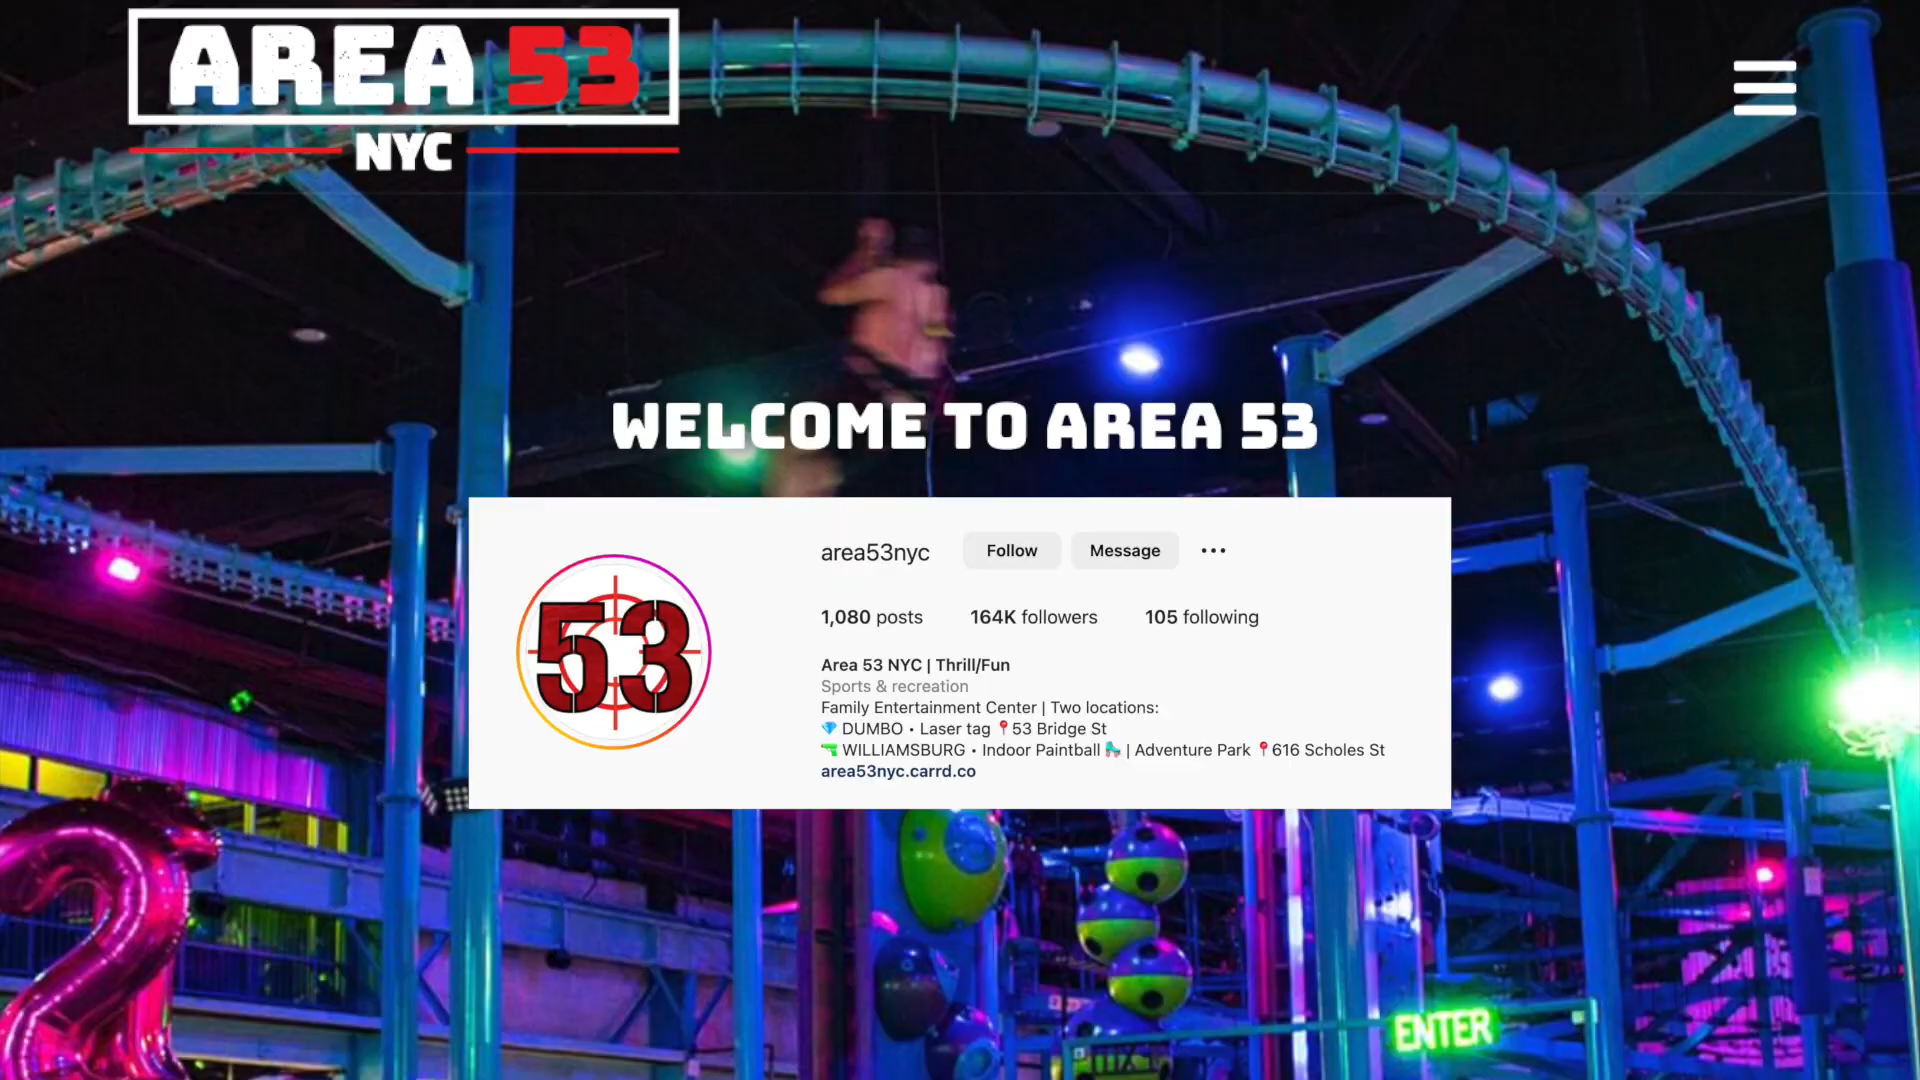 AREA 53
NYC
WELCOME TO AREA 53
area53nyc Follow Message
1,080 posts 164K followers 105 following
53
Area 53 NYC | Thrill/Fun
Sports & recreation
Family Entertainment Center | Two locations:
💎 DUMBO • Laser tag 📍53 Bridge St
🔫 WILLIAMSBURG • Indoor Paintball 🛼 | Adventure Park 📍616 Scholes St
area53nyc.carrd.co
2
ENTER